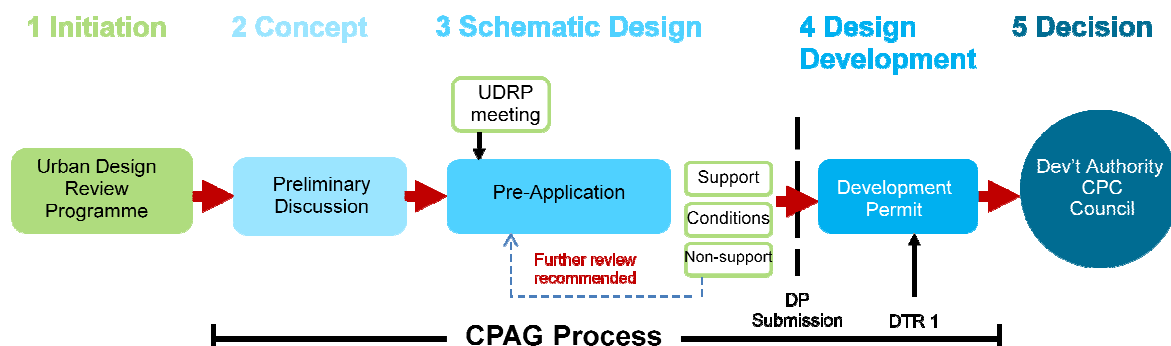 1 Initiation
2 Concept
3 Schematic Design
4 Design
Development
5 Decision
UDRP
meeting
Urban Design
Review
Programme
Preliminary
Discussion
Pre-Application
Support
Conditions
Non-support
Development
Permit
Dev't Authority
CPC
Council
Further review
recommended
DP
Submission
DTR 1
CPAG Process